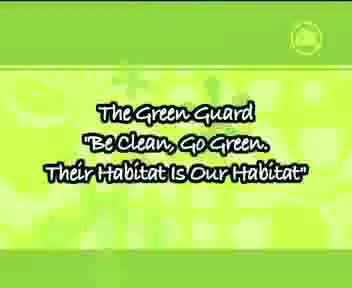 The Green Guard
"Be Clean, Go Green.
Their Habitat Is Our Habitat"